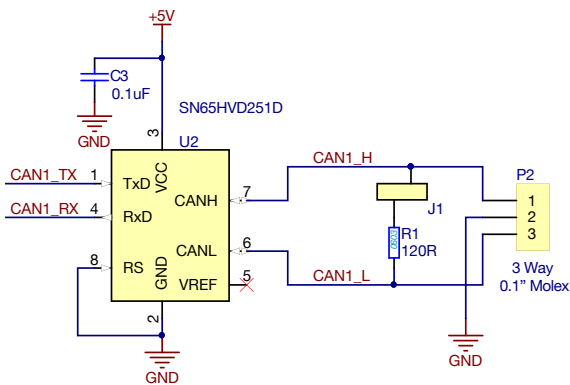 +5V
C3
0.1uF
GND
SN65HVD251D
3
U2
CAN1_TX 1 TxD VCC
CAN1_RX 4 RxD
CANH 7
CAN1_H
J1
P2
1
2
3
CANL 6
R1
0603
120R
8 RS GND
VREF 5
CAN1_L
3 Way
0.1" Molex
2
GND
GND